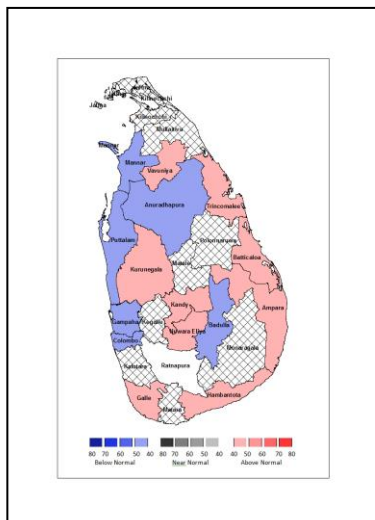 Jaffna
Kilinochchi
Mullaitivu
Mannar
Mannar
Vavuniya
Anuradhapura
Trincomalee
Puttalam
Polonnaruwa
Matale
Batticaloa
Kurunegala
Kandy
Ampara
Gampaha
Kegalle
Nuwara Eliya
Badulla
Colombo
Monaragala
Kalutara
Ratnapura
Galle
Matara
Hambantota
80 70 60 50 40 80 70 60 50 40 40 50 60 70 80
Below Normal Near Normal Above Normal